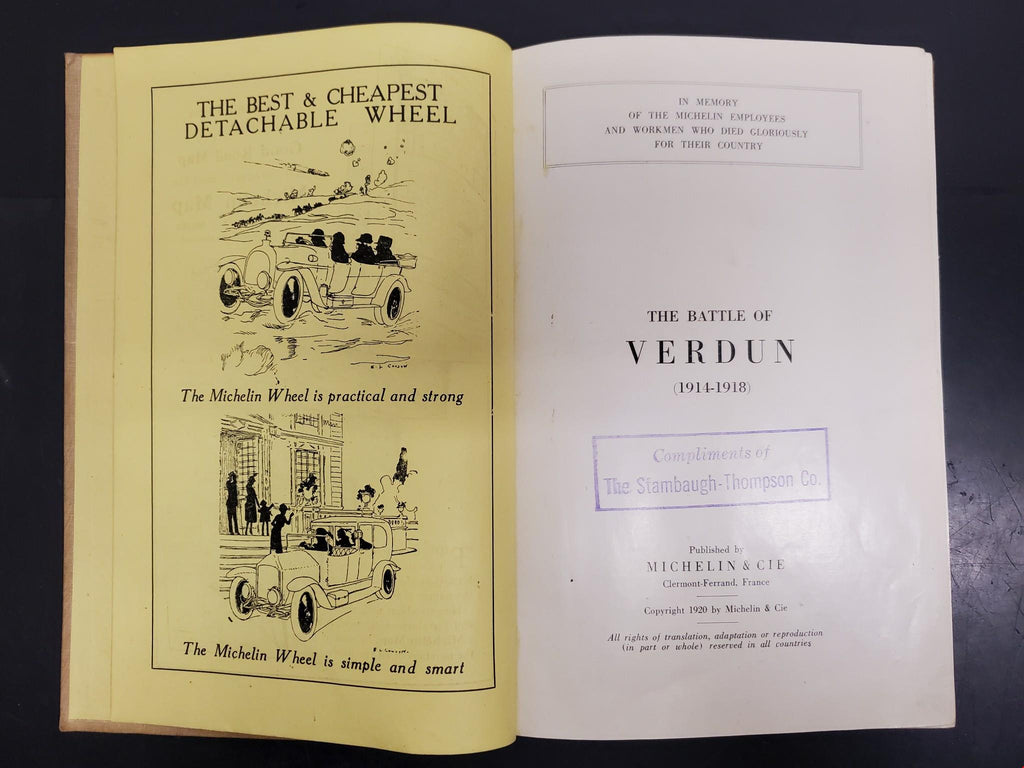 THE BEST & CHEAPEST
DETACHABLE WHEEL
The Michelin Wheel is practical and strong
The Michelin Wheel is simple and smart
IN MEMORY
OF THE MICHELIN EMPLOYEES
AND WORKMEN WHO DIED GLORIOUSLY
FOR THEIR COUNTRY
THE BATTLE OF
VERDUN
(1914-1918)
Compliments of
The Stambaugh-Thompson Co.
Published by
MICHELIN & CIE
Clermont-Ferrand, France
Copyright 1920 by Michelin & Cie
All rights of translation, adaptation or reproduction
(in part or whole) reserved in all countries